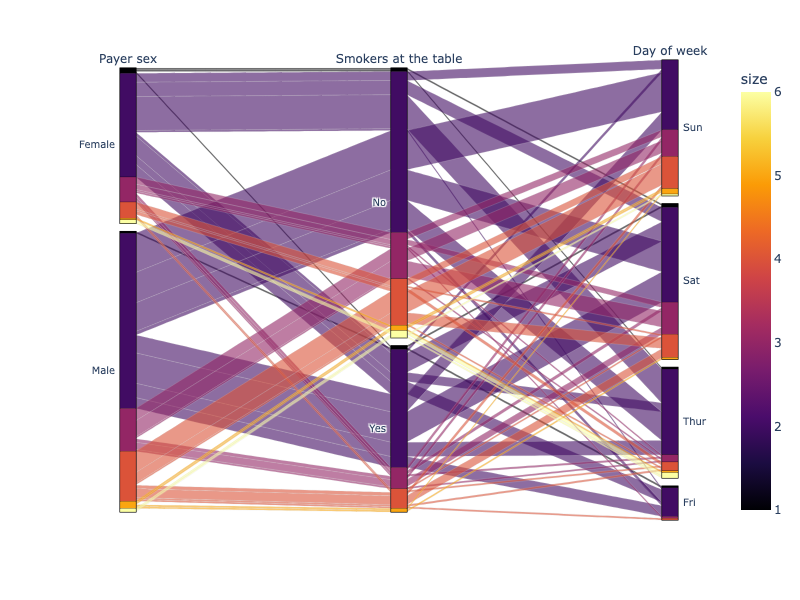 Payer sex
Smokers at the table
Day of week
size
Female
Male
No
Yes
Sun
Sat
Thur
Fri
6
5
4
3
2
1